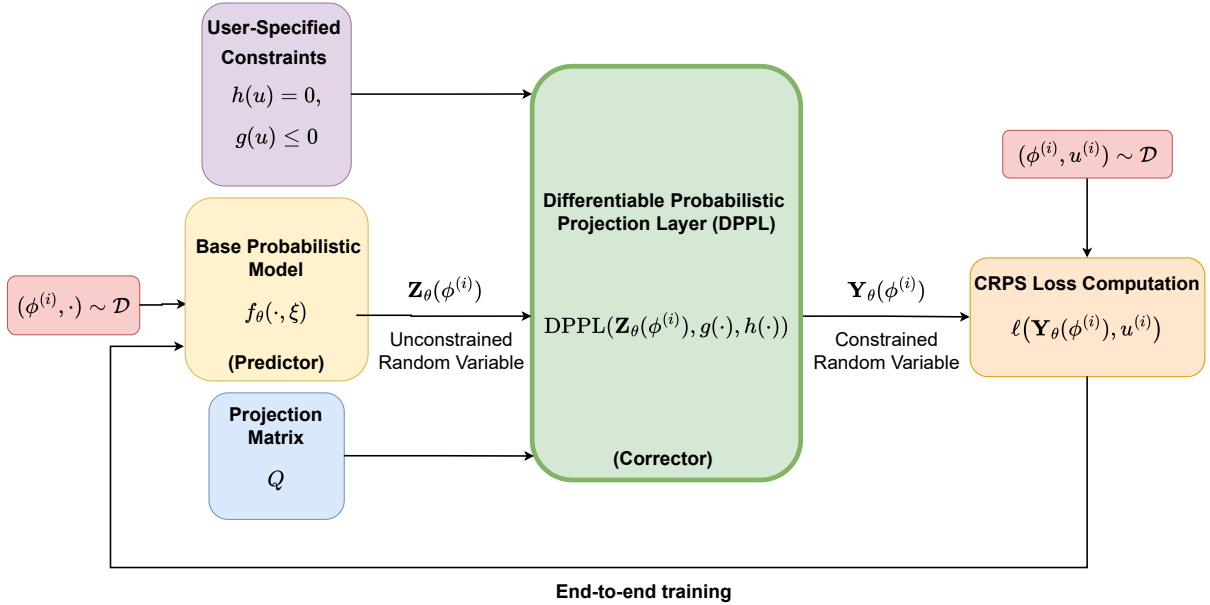 User-Specified
Constraints
h(u) = 0,
g(u) ≤ 0
(ϕ^{(i)}, ·) ∼ 𝒟
Base Probabilistic
Model
f_θ(·, ξ)
(Predictor)
Projection
Matrix
Q
𝐙_θ(ϕ^{(i)})
Unconstrained
Random Variable
Differentiable Probabilistic
Projection Layer (DPPL)
DPPL(𝐙_θ(ϕ^{(i)}), g(·), h(·))
(Corrector)
𝐘_θ(ϕ^{(i)})
Constrained
Random Variable
(ϕ^{(i)}, u^{(i)}) ∼ 𝒟
CRPS Loss Computation
ℓ(𝐘_θ(ϕ^{(i)}), u^{(i)})
End-to-end training